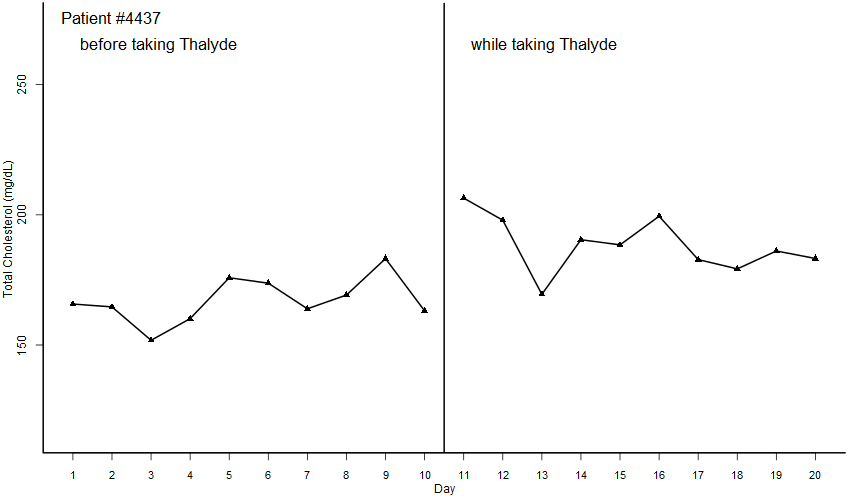 Patient #4437
before taking Thalyde
while taking Thalyde
Total Cholesterol (mg/dL)
250
200
150
1 2 3 4 5 6 7 8 9 10 11 12 13 14 15 16 17 18 19 20
Day